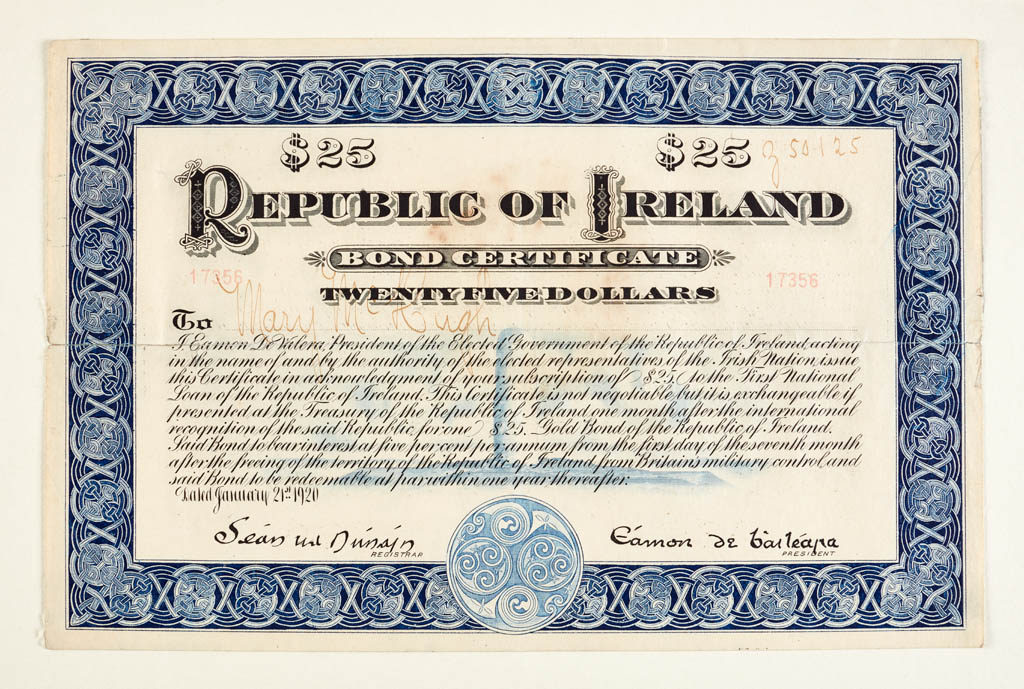 $25 $25 z 50125
REPUBLIC OF IRELAND
BOND CERTIFICATE
17356 17356
TWENTY FIVE DOLLARS
To Mary McHugh
I Eamon De Valera, President of the Elected Government of the Republic of Ireland, acting
in the name of and by the authority of the elected representatives of the Irish Nation, issue
this Certificate in acknowledgment of your subscription of $25, to the First National
Loan of the Republic of Ireland. This certificate is not negotiable but it is exchangeable if
presented at the Treasury of the Republic of Ireland one month after the international
recognition of the said Republic, for one $25. Gold Bond of the Republic of Ireland.
Said Bond to bear interest at five per cent per annum from the first day of the seventh month
after the freeing of the territory of the Republic of Ireland from Britain's military control, and
said Bond to be redeemable at par within one year thereafter.
Dated January 21st 1920
Éamon de
REGISTRAR PRESIDENT